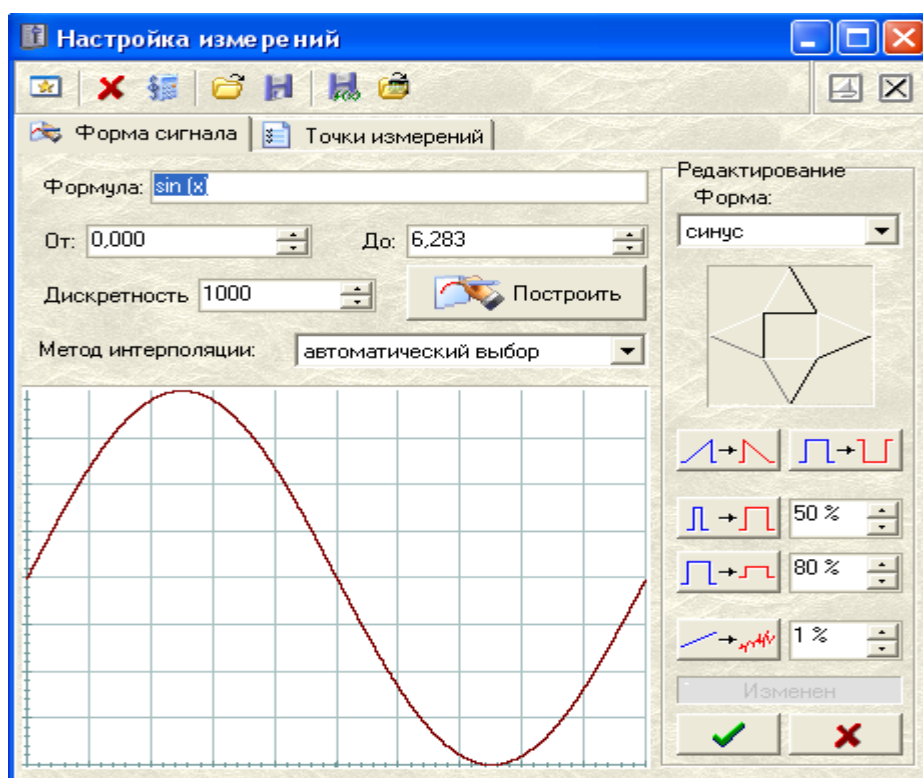 Настройка измерений
Форма сигнала
Точки измерений
Формула: sin (x)
От: 0,000
До: 6,283
Дискретность 1000
Построить
Метод интерполяции: автоматический выбор
Редактирование
Форма:
синус
50 %
80 %
1 %
Изменен